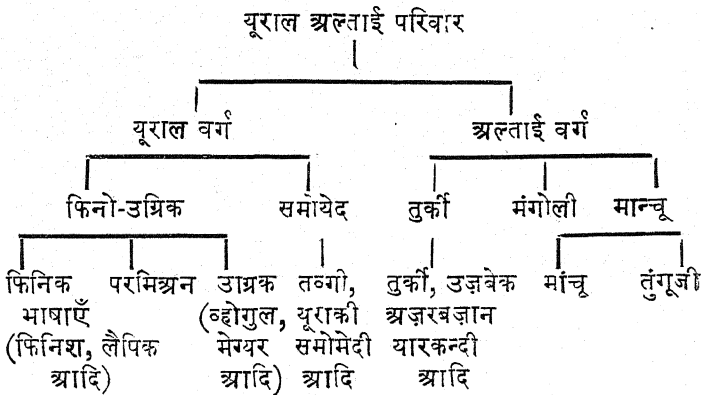 यूराल अल्ताई परिवार
यूराल वर्ग अल्ताई वर्ग
फिनो-उग्रिक समोयेद तुर्की मंगोली मान्चू
फिनिक परमिअन उाग्रक तव्गी, तुर्की, उज़बेक मांचू तुंगूजी
भाषाएँ (व्होगुल, यूराकी अज़रबज़ान
(फिनिश, लैपिक मेग्यर समोमेदी यारकन्दी
आदि) आदि) आदि आदि